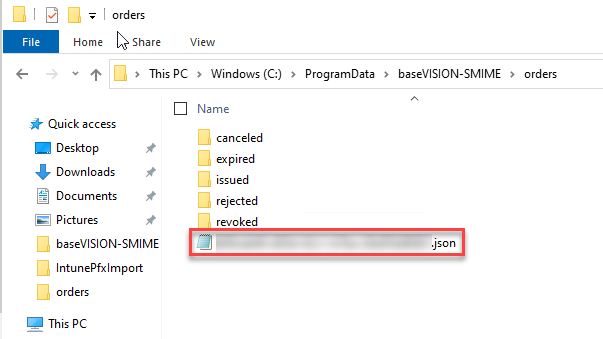 orders
File Home Share View
This PC > Windows (C:) > ProgramData > baseVISION-SMIME > orders
Name
Quick access
Desktop
Downloads
Documents
Pictures
baseVISION-SMIME
IntunePfxImport
orders
This PC
canceled
expired
issued
rejected
revoked
.json